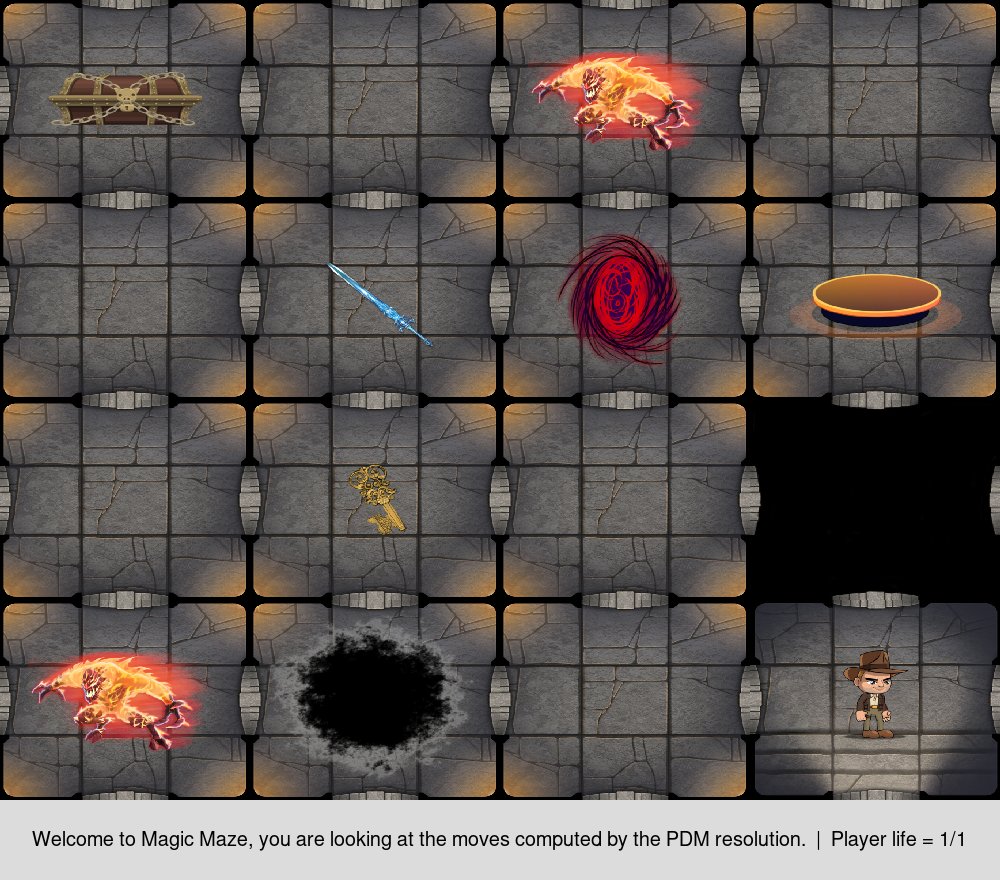 Welcome to Magic Maze, you are looking at the moves computed by the PDM resolution.  |  Player life = 1/1